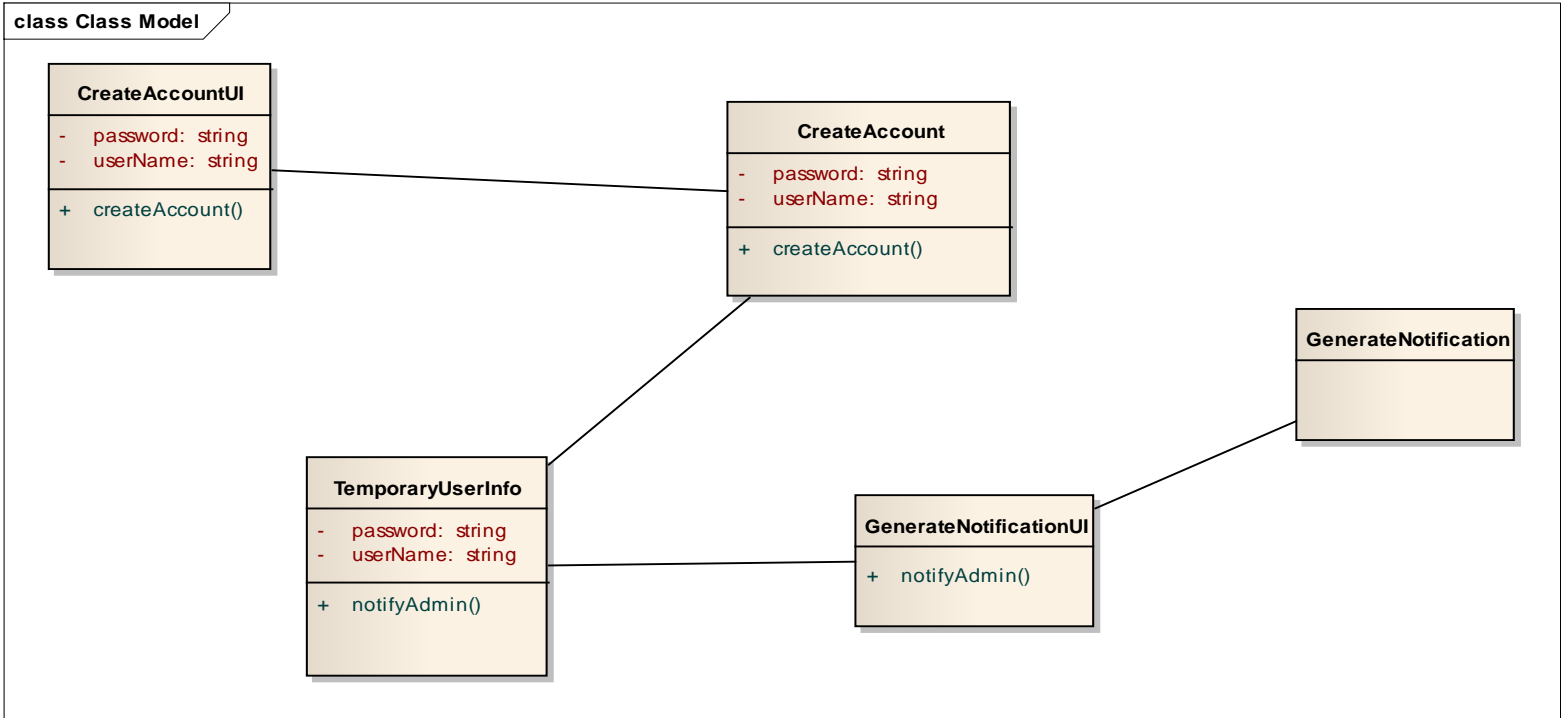 class Class Model
CreateAccountUI
- password: string
- userName: string
+ createAccount()
CreateAccount
- password: string
- userName: string
+ createAccount()
GenerateNotification
TemporaryUserInfo
- password: string
- userName: string
+ notifyAdmin()
GenerateNotificationUI
+ notifyAdmin()